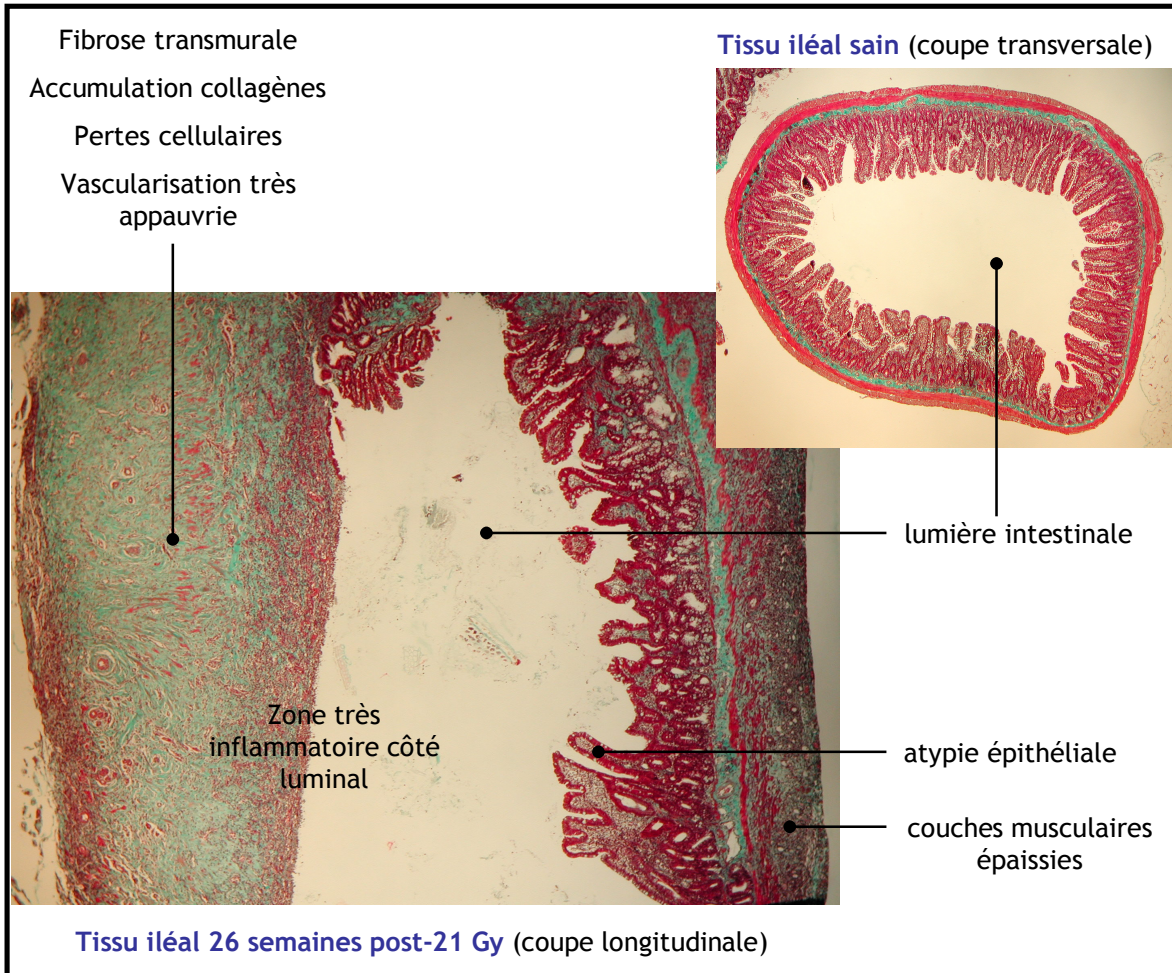 Fibrose transmurale
Accumulation collagènes
Pertes cellulaires
Vascularisation très
appauvrie
Tissu iléal sain (coupe transversale)
lumière intestinale
Zone très
inflammatoire côté
luminal
atypie épithéliale
couches musculaires
épaissies
Tissu iléal 26 semaines post-21 Gy (coupe longitudinale)